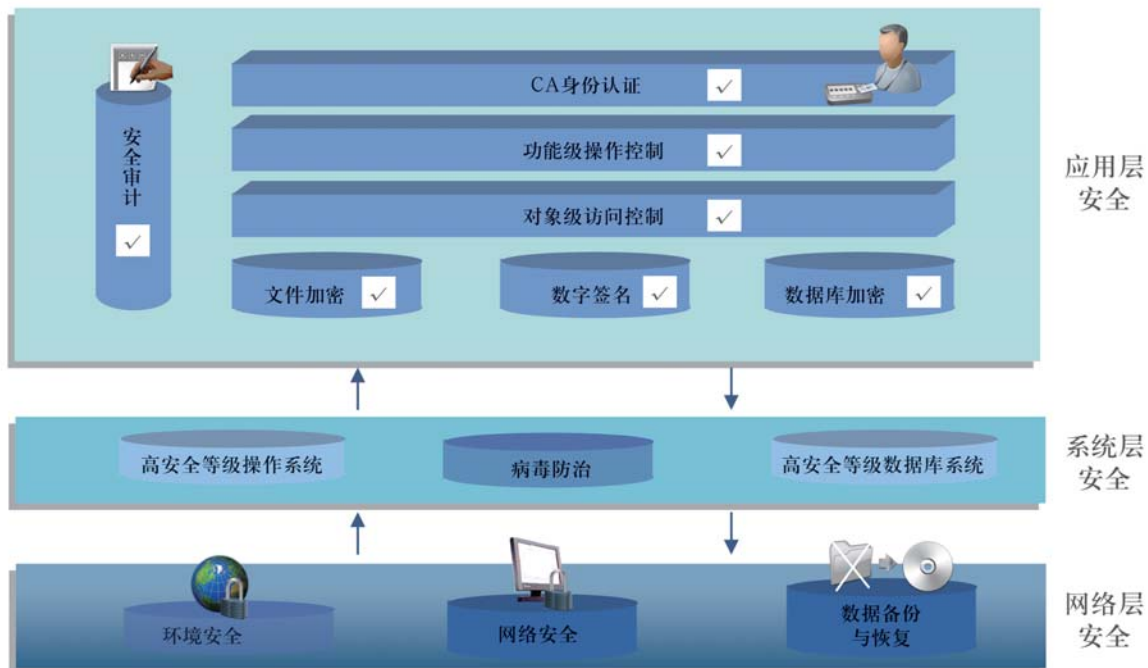 CA身份认证
安全审计
功能级操作控制
对象级访问控制
文件加密
数字签名
数据库加密
应用层
安全
高安全等级操作系统
病毒防治
高安全等级数据库系统
系统层
安全
环境安全
网络安全
数据备份
与恢复
网络层
安全